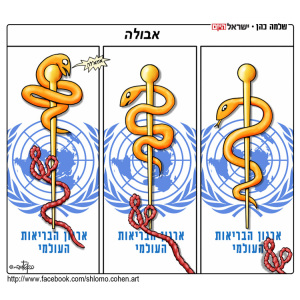 שלמה כהן • ישראל היום
אבולה
ארגון הבריאות
העולמי
ארגון הבריאות
העולמי
ארגון הבריאות
העולמי
http://www.facebook.com/shlomo.cohen.art